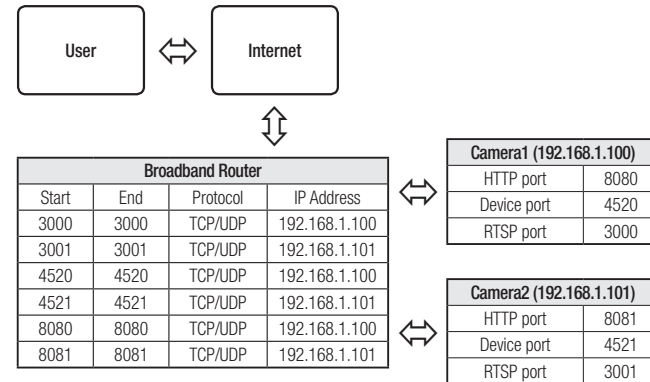 User
Internet
Broadband Router
Start End Protocol IP Address
3000 3000 TCP/UDP 192.168.1.100
3001 3001 TCP/UDP 192.168.1.101
4520 4520 TCP/UDP 192.168.1.100
4521 4521 TCP/UDP 192.168.1.101
8080 8080 TCP/UDP 192.168.1.100
8081 8081 TCP/UDP 192.168.1.101
Camera1 (192.168.1.100)
HTTP port 8080
Device port 4520
RTSP port 3000
Camera2 (192.168.1.101)
HTTP port 8081
Device port 4521
RTSP port 3001